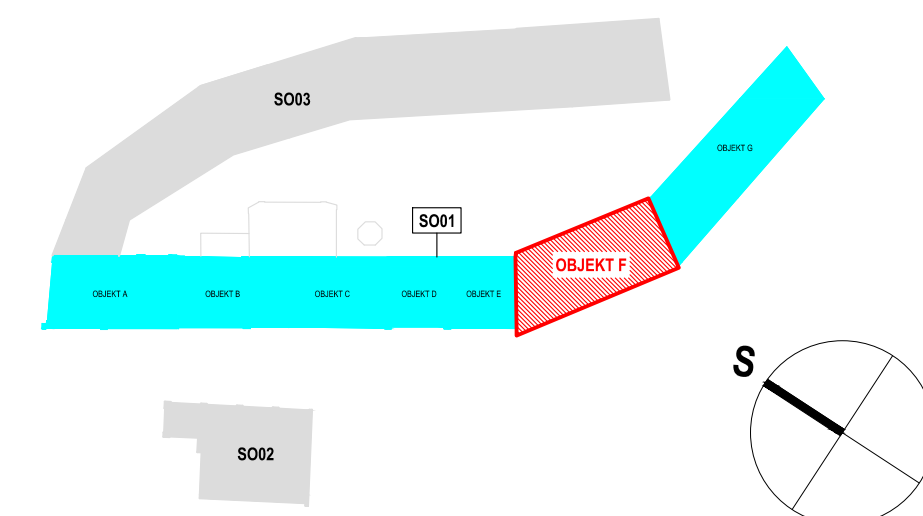 SO03
OBJEKT G
SO01
OBJEKT F
OBJEKT A
OBJEKT B
OBJEKT C
OBJEKT D
OBJEKT E
S
SO02